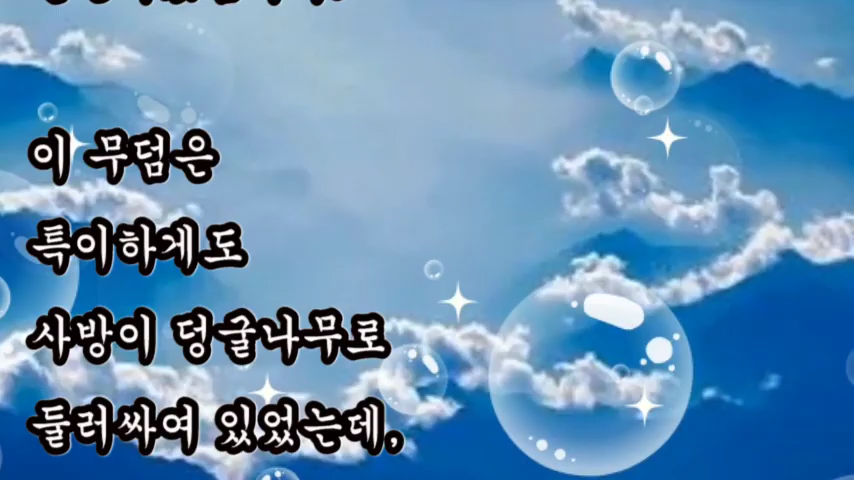 이 무덤은
특이하게도
사방이 덩굴나무로
둘러싸여 있었는데,